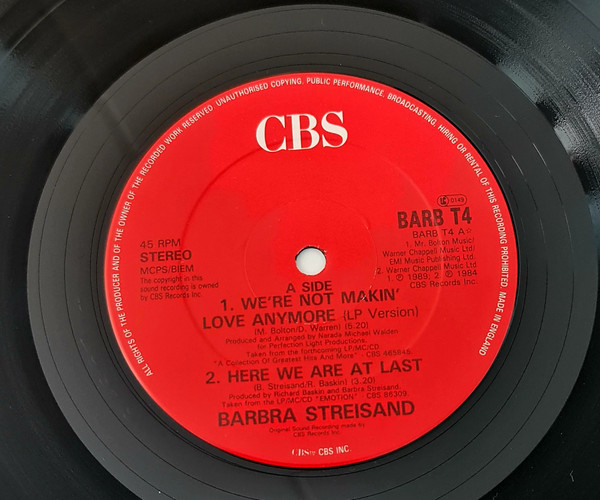 ALL RIGHTS OF THE PRODUCER AND OF THE OWNER OF THE RECORDED WORK RESERVED. UNAUTHORISED COPYING, PUBLIC PERFORMANCE, BROADCASTING, HIRING OR RENTAL OF THIS RECORDING PROHIBITED. MADE IN ENGLAND
CBS
45 RPM
STEREO
MCPS/BIEM
The copyright in this
sound recording is owned
by CBS Records Inc.
LC 0149
BARB T4
BARB T4 A
1. Mr. Bolton Music/
Warner Chappell Music Ltd/
EMI Music Publishing Ltd.
2. Warner Chappell Music Ltd
1. ℗ 1989, 2. ℗ 1984
CBS Records Inc.
A SIDE
1. WE'RE NOT MAKIN'
LOVE ANYMORE (LP Version)
(M. Bolton/D. Warren) (5.20)
Produced and Arranged by Narada Michael Walden
for Perfection Light Productions.
Taken from the forthcoming LP/MC/CD
"A Collection Of Greatest Hits And More" · CBS 465845.
2. HERE WE ARE AT LAST
(B. Streisand/R. Baskin) (3.20)
Produced by Richard Baskin and Barbra Streisand.
Taken from the LP/MC/CD "EMOTION" · CBS 86309.
BARBRA STREISAND
Original Sound Recording made by
CBS Records Inc.
CBS CBS INC.